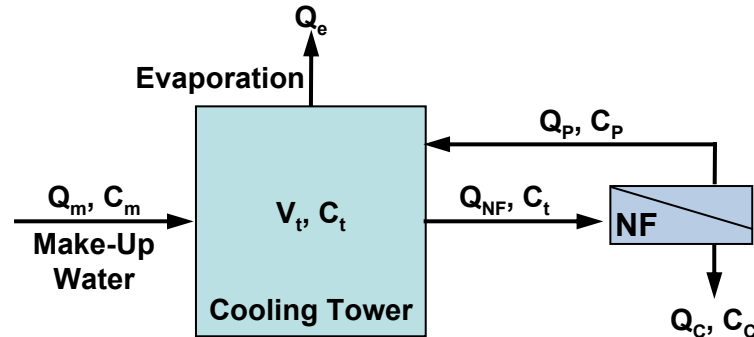 Qe
Evaporation
QP, CP
Qm, Cm
Make-Up
Water
Vt, Ct
QNF, Ct
NF
Cooling Tower
QC, CC